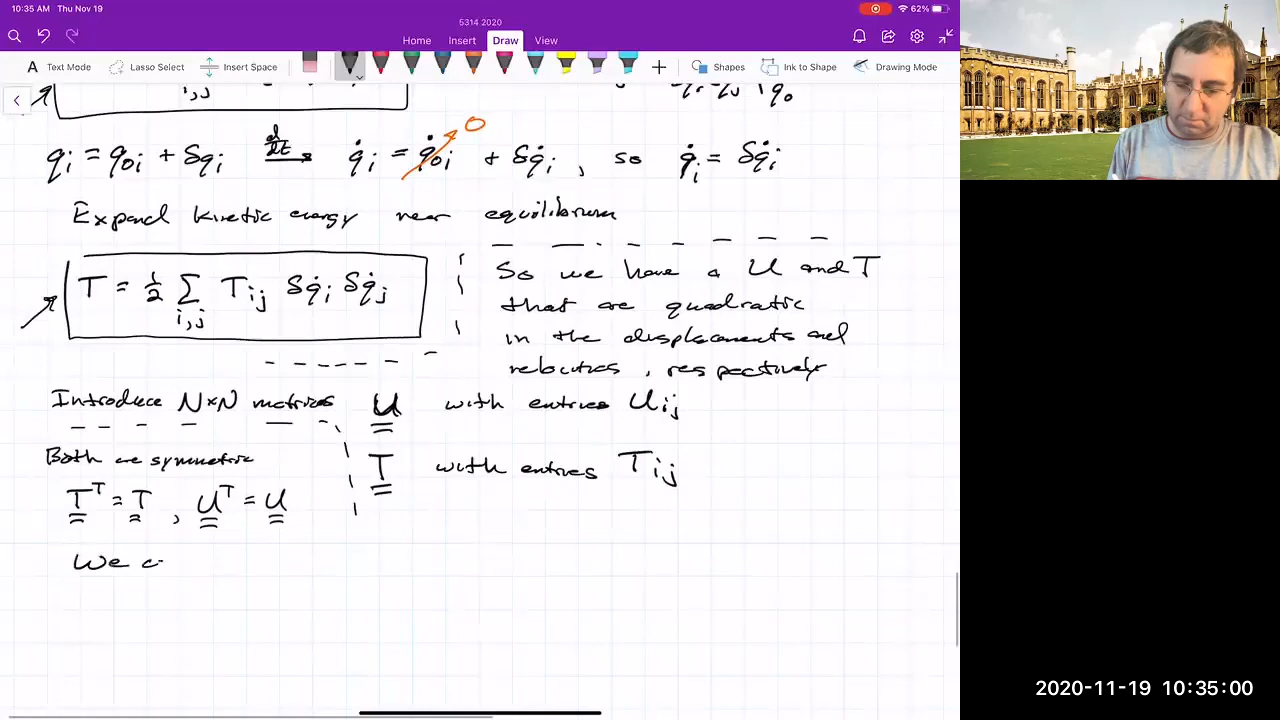 10:35 AM Thu Nov 19
62%
5314 2020
Home Insert Draw View
Text Mode Lasso Select Insert Space Shapes Ink to Shape Drawing Mode
i,j
q₀
qᵢ = q₀ᵢ + δqᵢ d/dt ⟶ q̇ᵢ = q̇₀ᵢ 0 + δq̇ᵢ , so q̇ᵢ = δq̇ᵢ
Expand kinetic energy near equilibrium
T = ½ Σ i,j Tᵢⱼ δq̇ᵢ δq̇ⱼ
So we have a U and T
that are quadratic
in the displacements and
velocities, respectively
Introduce N×N matrices U with entries Uᵢⱼ
Both are symmetric
T with entries Tᵢⱼ
Tᵀ = T , Uᵀ = U
We c
2020-11-19 10:35:00